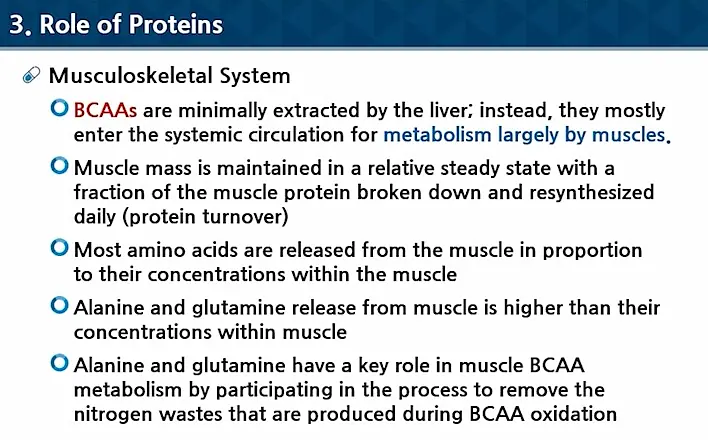 3. Role of Proteins
Musculoskeletal System
BCAAs are minimally extracted by the liver; instead, they mostly
enter the systemic circulation for metabolism largely by muscles.
Muscle mass is maintained in a relative steady state with a
fraction of the muscle protein broken down and resynthesized
daily (protein turnover)
Most amino acids are released from the muscle in proportion
to their concentrations within the muscle
Alanine and glutamine release from muscle is higher than their
concentrations within muscle
Alanine and glutamine have a key role in muscle BCAA
metabolism by participating in the process to remove the
nitrogen wastes that are produced during BCAA oxidation